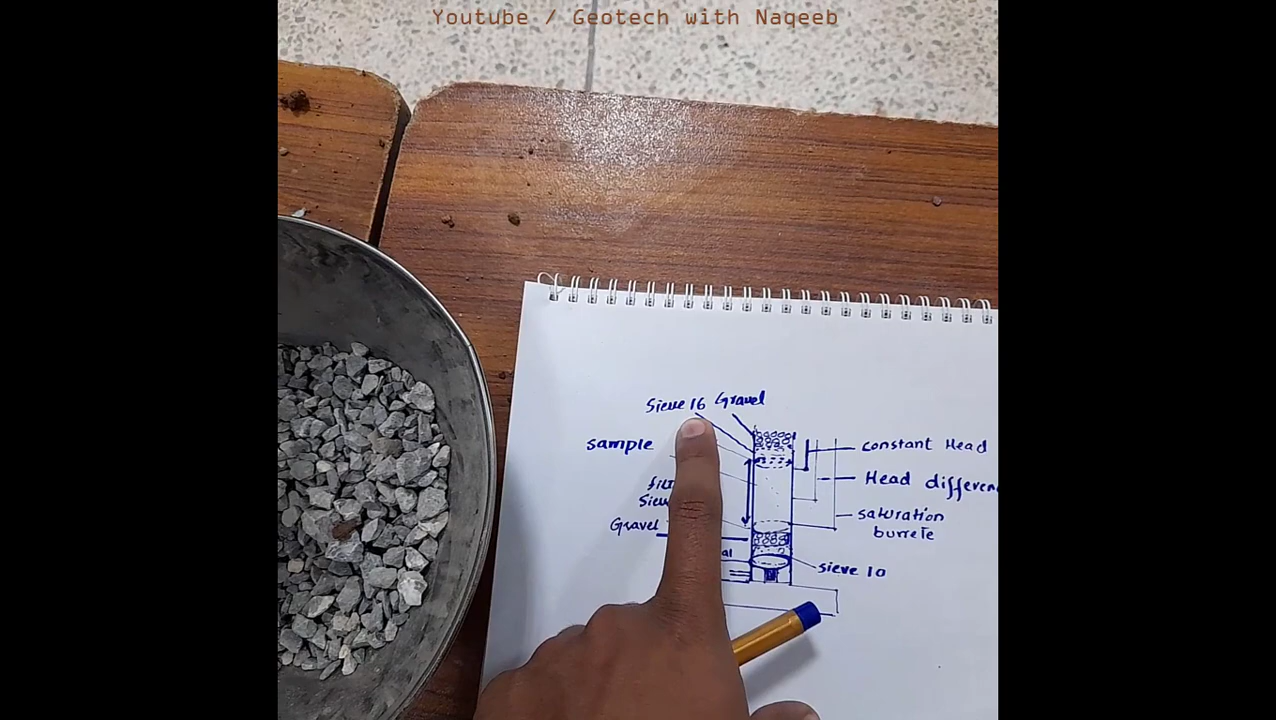 Youtube / Geotech with Naqeeb
Sieve 16 Gravel
sample
constant Head
Head differen
saturation
burrete
Gravel
sieve 10